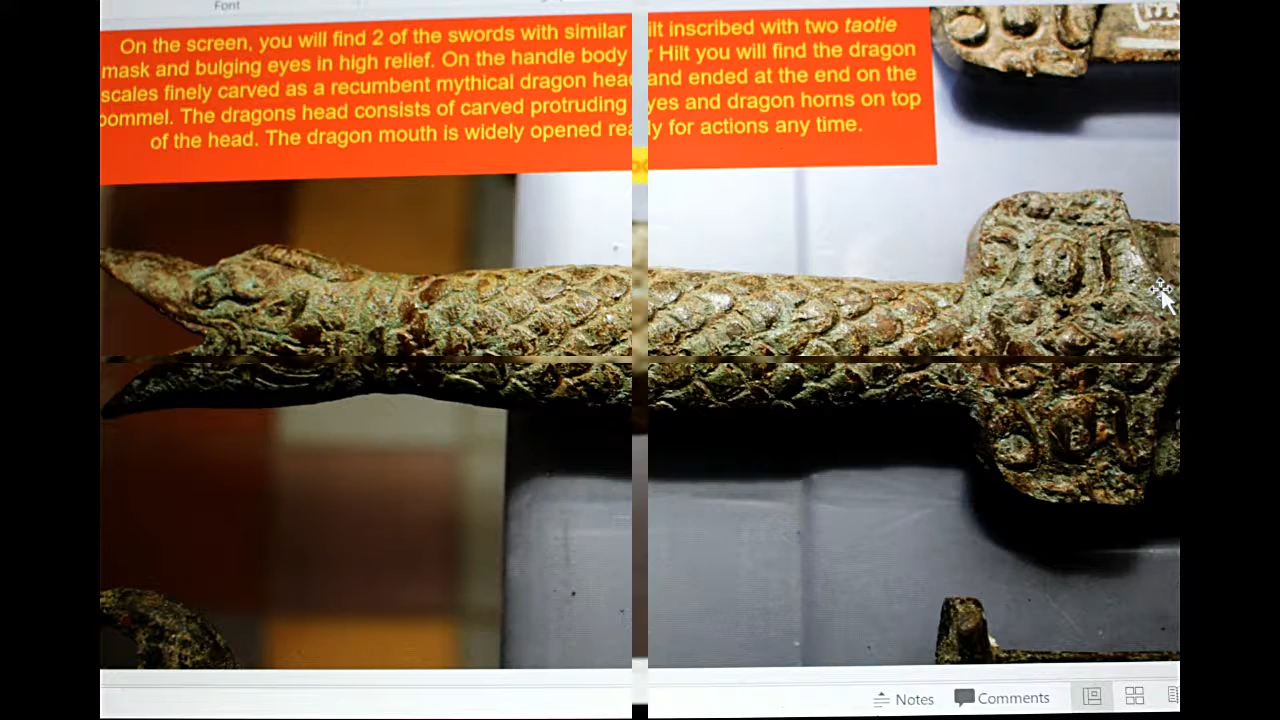 Font
On the screen, you will find 2 of the swords with similar ilt inscribed with two taotie
mask and bulging eyes in high relief. On the handle body r Hilt you will find the dragon
scales finely carved as a recumbent mythical dragon head and ended at the end on the
pommel. The dragons head consists of carved protruding yes and dragon horns on top
of the head. The dragon mouth is widely opened ready for actions any time.
Notes Comments